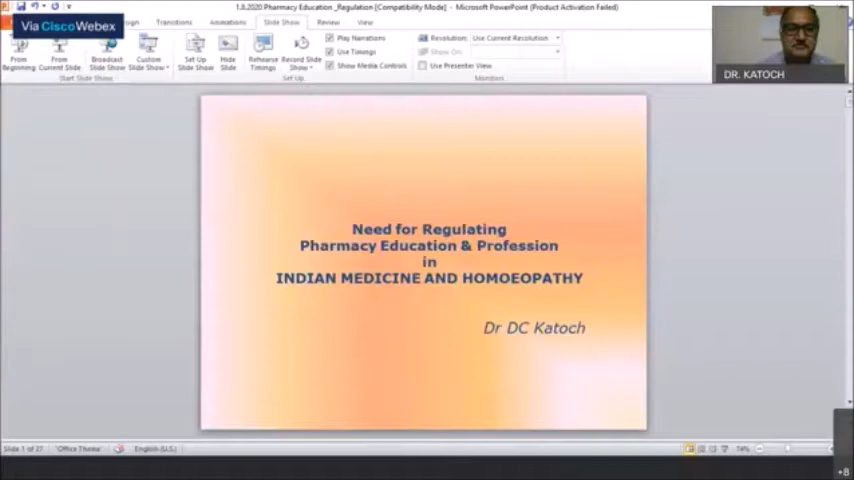 1.8.2020 Pharmacy Education _Regulation [Compatibility Mode] - Microsoft PowerPoint (Product Activation Failed)
Via CiscoWebex
Transitions
Animations
Slide Show
Review
View
From Beginning
From Current Slide
Broadcast Slide Show
Custom Slide Show
Set Up Slide Show
Hide Slide
Rehearse Timings
Record Slide Show
Play Narrations
Use Timings
Show Media Controls
Resolution: Use Current Resolution
Show On:
Use Presenter View
Start Slide Show
Set Up
Monitors
DR. KATOCH
Need for Regulating
Pharmacy Education & Profession
in
INDIAN MEDICINE AND HOMOEOPATHY
Dr DC Katoch
Slide 1 of 27
"Office Theme"
English (U.S.)
74%
+8